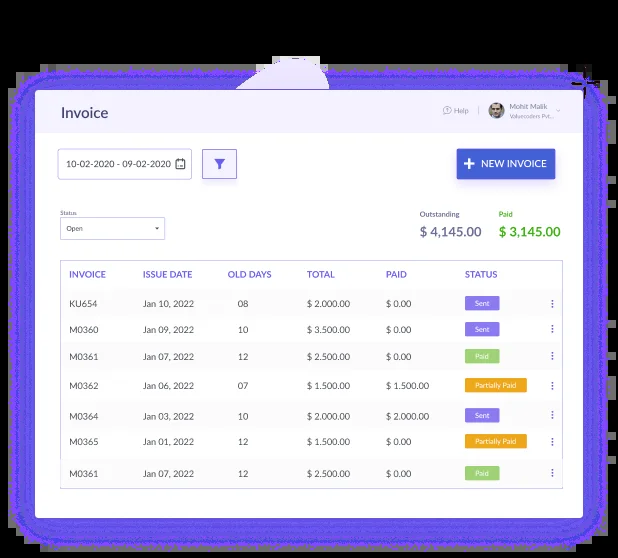 Invoice
Help
Mohit Malik
Valuecoders Pvt...
10-02-2020 - 09-02-2020
NEW INVOICE
Status
Open
Outstanding Paid
$ 4,145.00 $ 3,145.00
INVOICE ISSUE DATE OLD DAYS TOTAL PAID STATUS
KU654 Jan 10, 2022 08 $ 2.000.00 $ 0.00 Sent
M0360 Jan 09, 2022 10 $ 3.500.00 $ 0.00 Sent
M0361 Jan 07, 2022 12 $ 2.500.00 $ 0.00 Paid
M0362 Jan 06, 2022 07 $ 1.500.00 $ 1.500.00 Partially Paid
M0364 Jan 03, 2022 10 $ 2.000.00 $ 2.000.00 Sent
M0365 Jan 01, 2022 12 $ 1.500.00 $ 0.00 Partially Paid
M0361 Jan 07, 2022 12 $ 2.500.00 $ 0.00 Paid